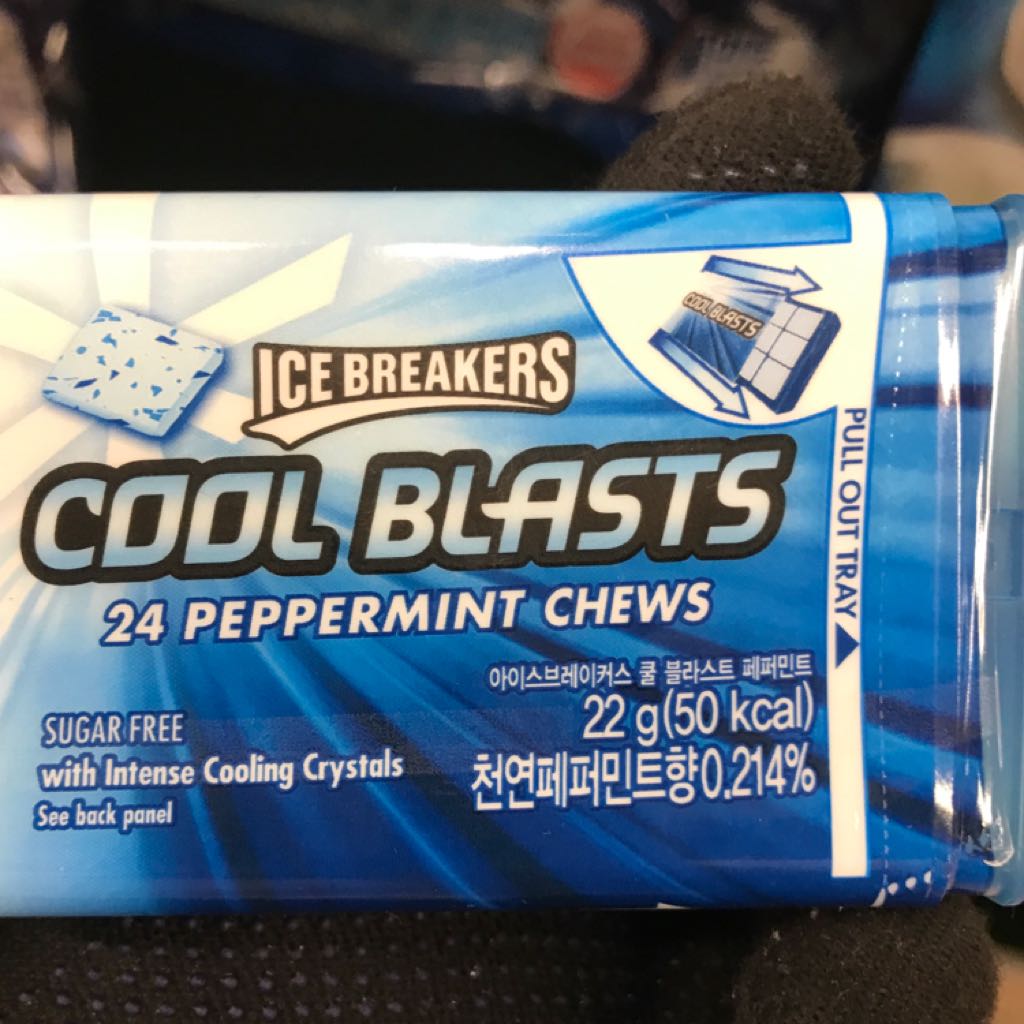 ICE BREAKERS
COOL BLASTS
COOL BLASTS
24 PEPPERMINT CHEWS
PULL OUT TRAY
아이스브레이커스 쿨 블라스트 페퍼민트
22 g(50 kcal)
천연페퍼민트향0.214%
SUGAR FREE
with Intense Cooling Crystals
See back panel